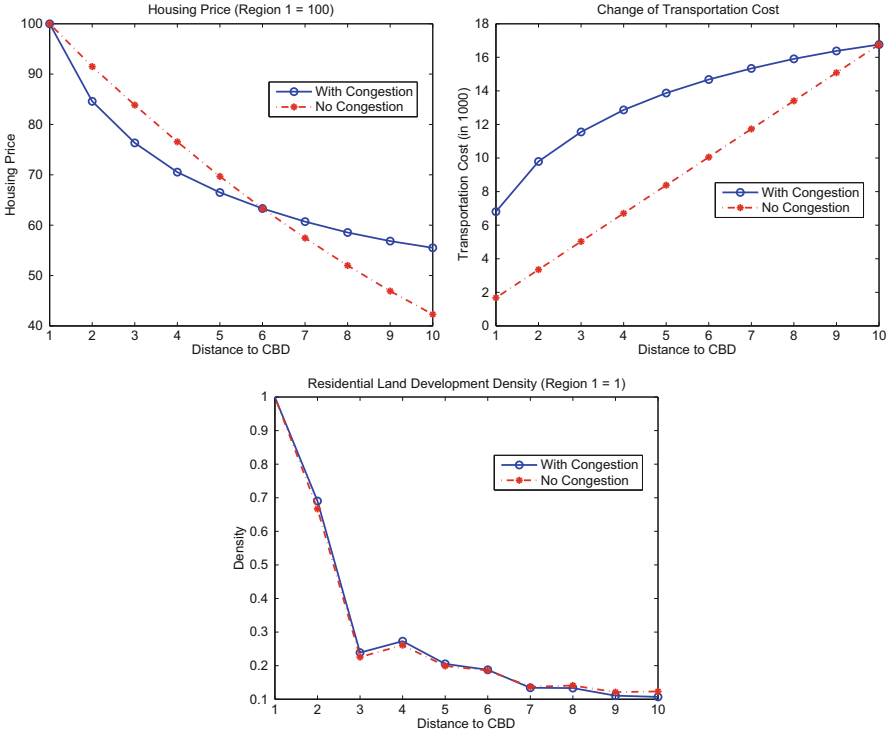 Housing Price (Region 1 = 100)
100
90
80
70
60
50
40
Housing Price
With Congestion
No Congestion
1 2 3 4 5 6 7 8 9 10
Distance to CBD
Change of Transportation Cost
18
16
14
12
10
8
6
4
2
0
Transportation Cost (in 1000)
With Congestion
No Congestion
1 2 3 4 5 6 7 8 9 10
Distance to CBD
Residential Land Development Density (Region 1 = 1)
1
0.9
0.8
0.7
0.6
0.5
0.4
0.3
0.2
0.1
Density
With Congestion
No Congestion
1 2 3 4 5 6 7 8 9 10
Distance to CBD